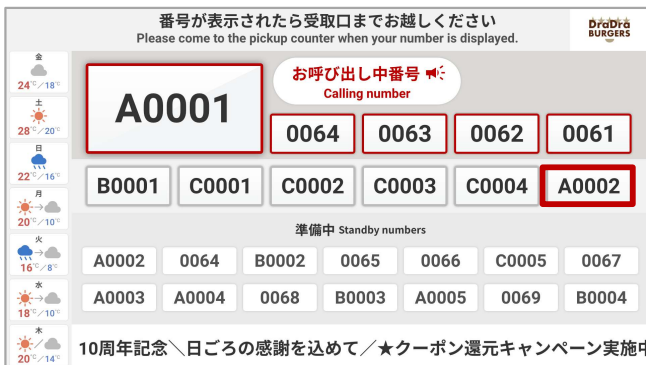 番号が表示されたら受取口までお越しください
Please come to the pickup counter when your number is displayed.
DraDra
BURGERS
金
24℃/18℃
土
28℃/20℃
日
22℃/16℃
月
20℃/10℃
火
16℃/8℃
水
18℃/10℃
木
20℃/14℃
A0001
お呼び出し中番号
Calling number
0064 0063 0062 0061
B0001 C0001 C0002 C0003 C0004 A0002
準備中 Standby numbers
A0002 0064 B0002 0065 0066 C0005 0067
A0003 A0004 0068 B0003 A0005 0069 B0004
10周年記念＼日ごろの感謝を込めて／★クーポン還元キャンペーン実施中